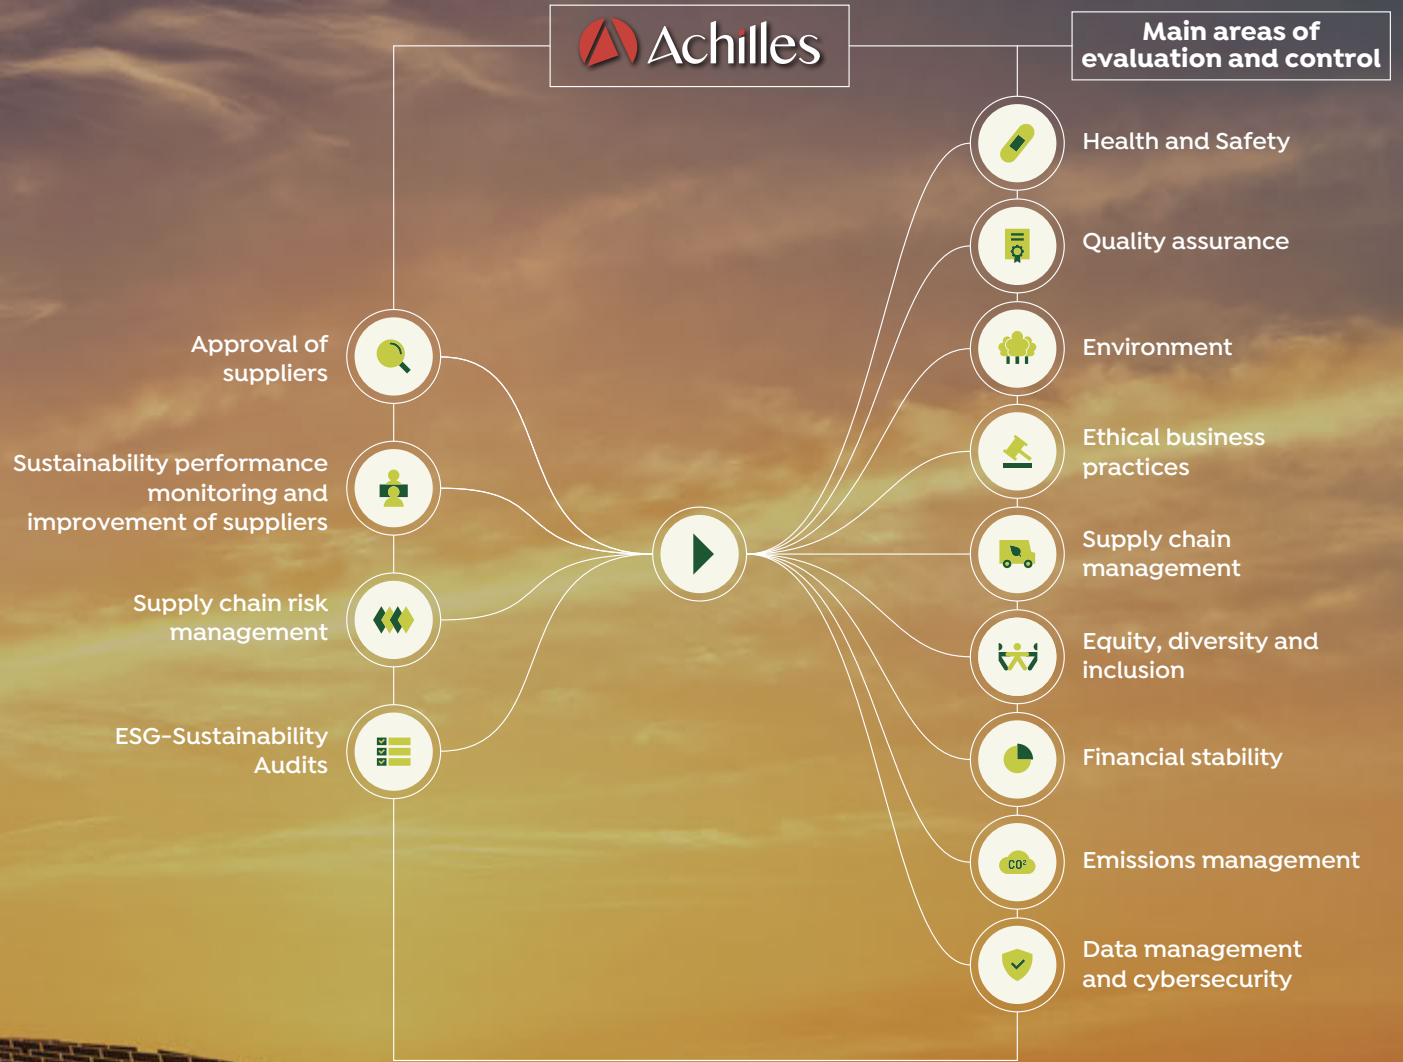 Achilles
Main areas of
evaluation and control
Approval of
suppliers
Sustainability performance
monitoring and
improvement of suppliers
Supply chain risk
management
ESG-Sustainability
Audits
Health and Safety
Quality assurance
Environment
Ethical business
practices
Supply chain
management
Equity, diversity and
inclusion
Financial stability
CO²
Emissions management
Data management
and cybersecurity